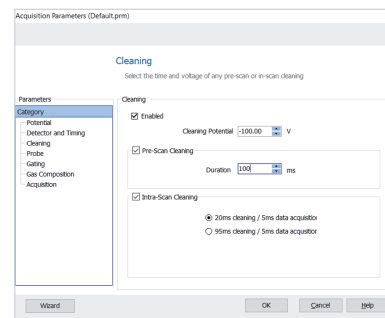 Acquisition Parameters (Default.prm)
Cleaning
Select the time and voltage of any pre-scan or in-scan cleaning
Parameters
Category
Potential
Detector and Timing
Cleaning
Probe
Gating
Gas Composition
Acquisition
Cleaning
Enabled
Cleaning Potential -100.00 V
Pre-Scan Cleaning
Duration 100 ms
Intra-Scan Cleaning
20ms cleaning / 5ms data acquisitior
95ms cleaning / 5ms data acqusitior
Wizard OK Cancel Help